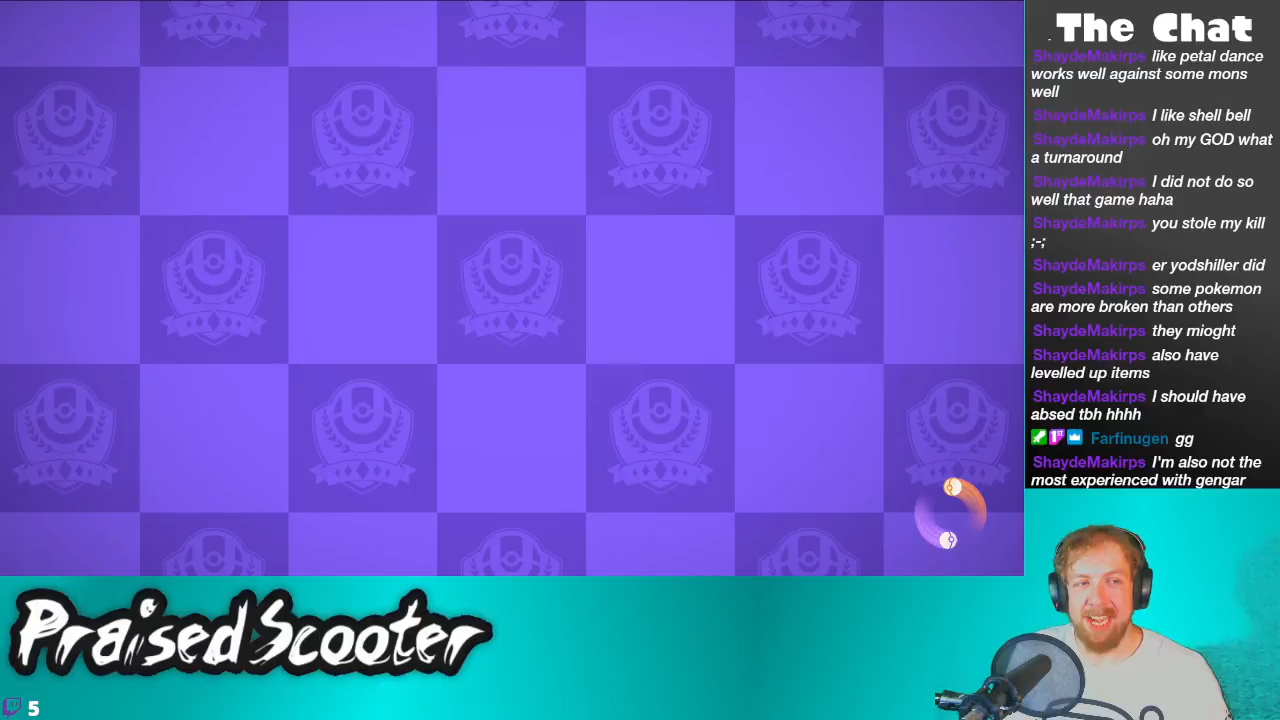 The Chat
ShaydeMakirps like petal dance
works well against some mons
well
ShaydeMakirps I like shell bell
ShaydeMakirps oh my GOD what
a turnaround
ShaydeMakirps I did not do so
well that game haha
ShaydeMakirps you stole my kill
;-;
ShaydeMakirps er yodshiller did
ShaydeMakirps some pokemon
are more broken than others
ShaydeMakirps they mioght
ShaydeMakirps also have
levelled up items
ShaydeMakirps I should have
absed tbh hhhh
1ST Farfinugen gg
ShaydeMakirps I'm also not the
most experienced with gengar
PraisedScooter
5